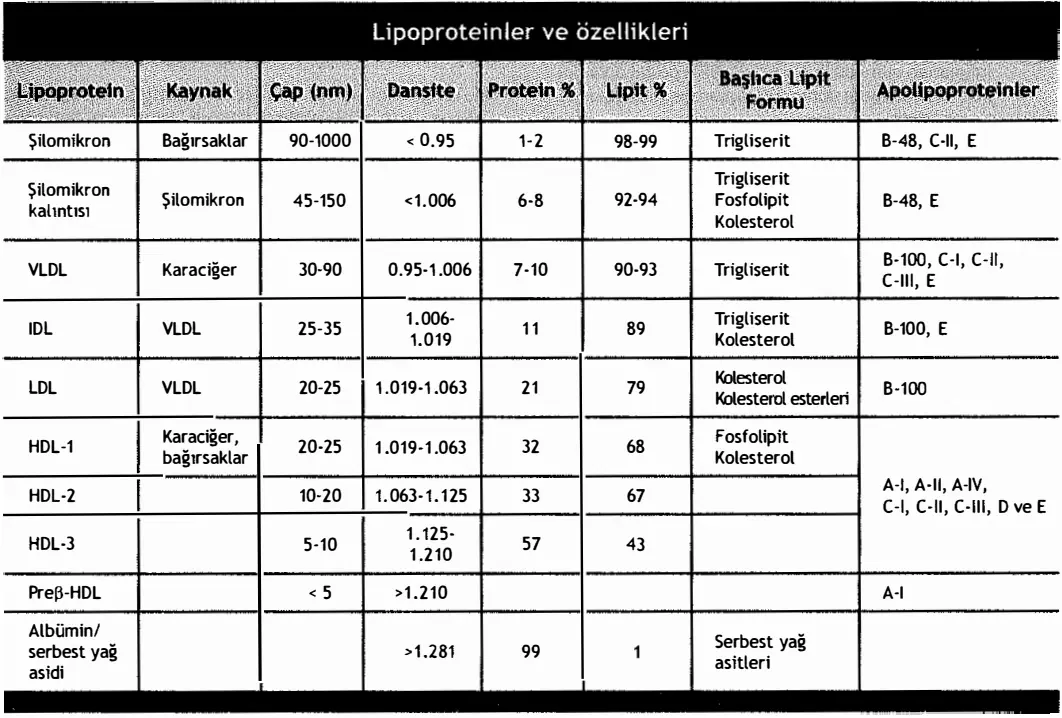 Lipoproteinler ve özellikleri
Lipoprotein Kaynak Çap (nm) Dansite Protein % Lipit % Başlıca Lipit Formu Apolipoproteinler
Şilomikron Bağırsaklar 90-1000 < 0.95 1-2 98-99 Trigliserit B-48, C-II, E
Şilomikron kalıntısı Şilomikron 45-150 <1.006 6-8 92-94 Trigliserit Fosfolipit Kolesterol B-48, E
VLDL Karaciğer 30-90 0.95-1.006 7-10 90-93 Trigliserit B-100, C-I, C-II, C-III, E
IDL VLDL 25-35 1.006-1.019 11 89 Trigliserit Kolesterol B-100, E
LDL VLDL 20-25 1.019-1.063 21 79 Kolesterol Kolesterol esterleri B-100
HDL-1 Karaciğer, bağırsaklar 20-25 1.019-1.063 32 68 Fosfolipit Kolesterol A-I, A-II, A-IV, C-I, C-II, C-III, D ve E
HDL-2 10-20 1.063-1.125 33 67
HDL-3 5-10 1.125-1.210 57 43
Preβ-HDL < 5 >1.210 A-I
Albümin/ serbest yağ asidi >1.281 99 1 Serbest yağ asitleri